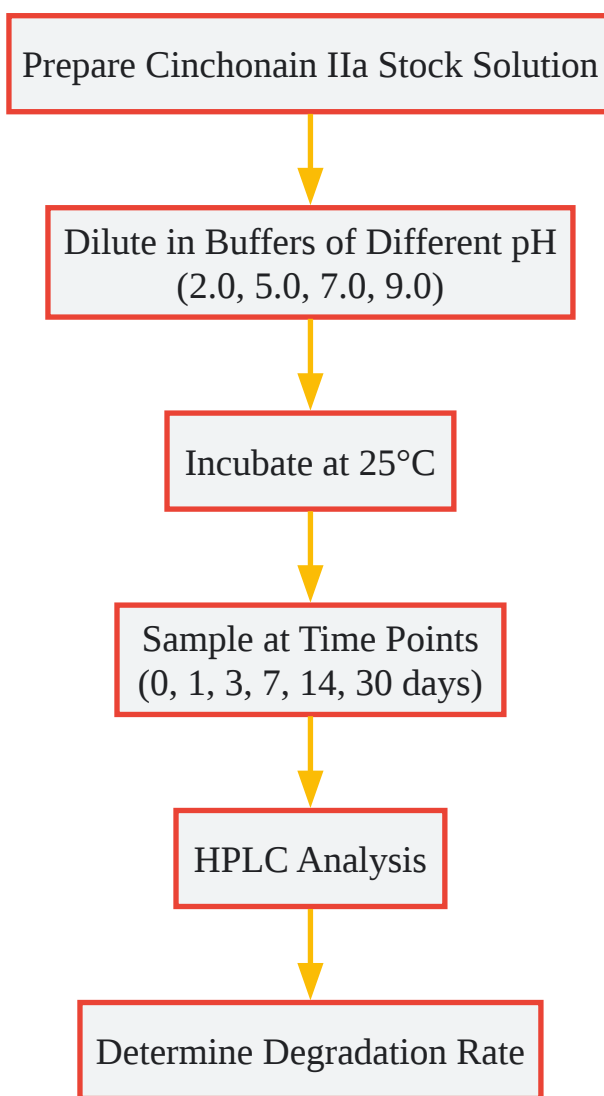 Prepare Cinchonain IIa Stock Solution
Dilute in Buffers of Different pH
(2.0, 5.0, 7.0, 9.0)
Incubate at 25°C
Sample at Time Points
(0, 1, 3, 7, 14, 30 days)
HPLC Analysis
Determine Degradation Rate